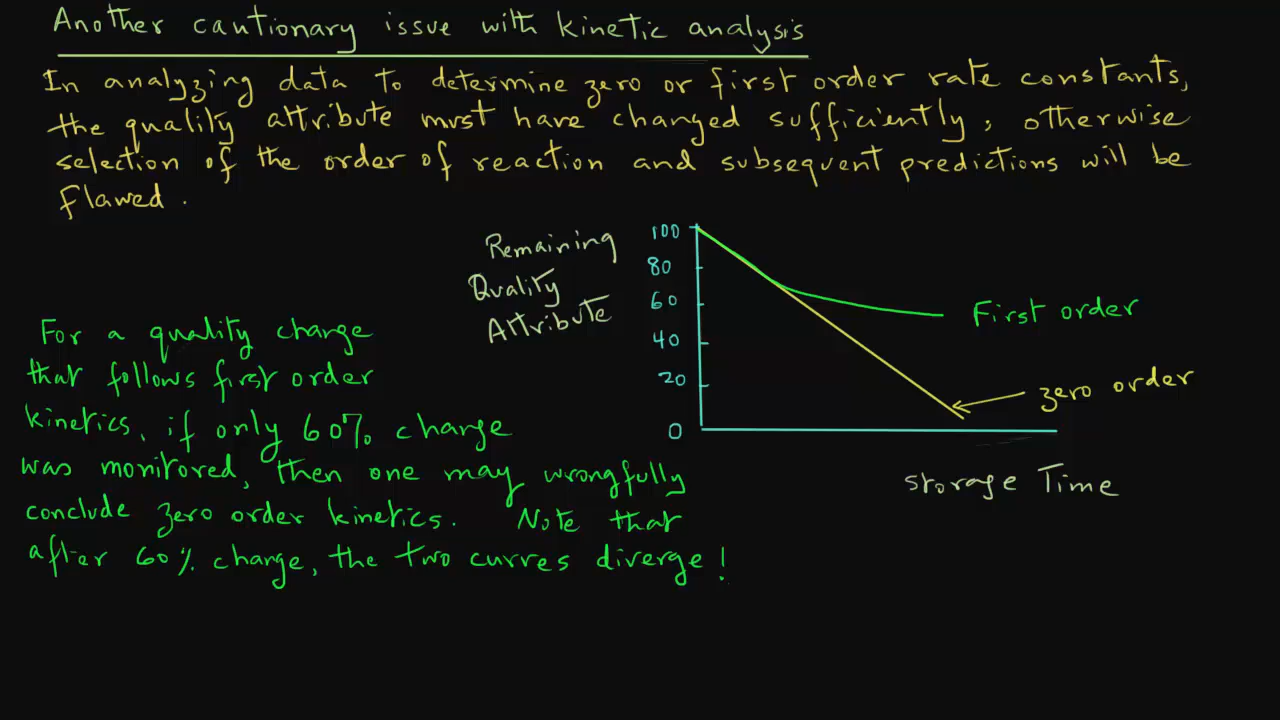 Another cautionary issue with kinetic analysis
In analyzing data to determine zero or first order rate constants,
the quality attribute must have changed sufficiently, otherwise
selection of the order of reaction and subsequent predictions will be
flawed.
Remaining
Quality
Attribute
100
80
60
40
20
0
First order
zero order
Storage Time
For a quality change
that follows first order
kinetics, if only 60% change
was monitored, then one may wrongfully
conclude zero order kinetics. Note that
after 60% change, the two curves diverge!